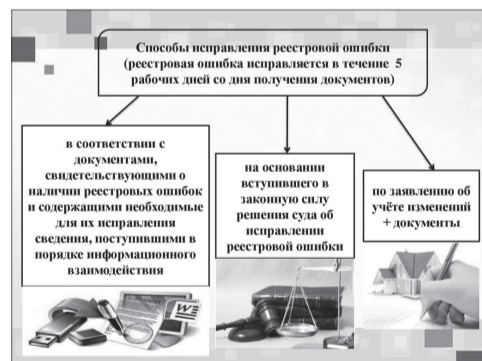 Способы исправления реестровой ошибки
(реестровая ошибка исправляется в течение 5
рабочих дней со дня получения документов)
в соответствии с
документами,
свидетельствующими о
наличии реестровых ошибок
и содержащими необходимые
для их исправления
сведения, поступившими в
порядке информационного
взаимодействия
на основании
вступившего в
законную силу
решения суда об
исправлении
реестровой ошибки
по заявлению об
учёте изменений
+ документы